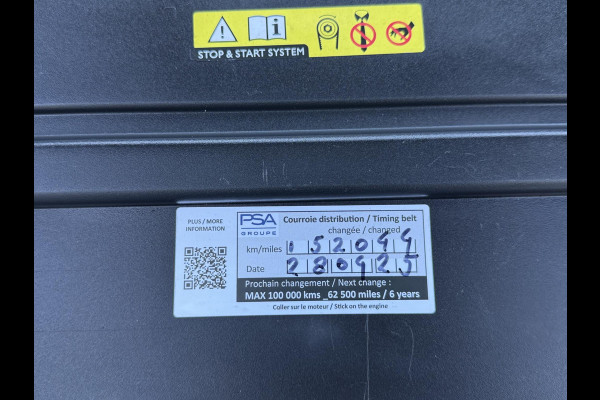 STOP & START SYSTEM
PLUS / MORE
INFORMATION
PSA
GROUPE
Courroie distribution / Timing belt
changée / changed
km/miles 152099
Date 280925
Prochain changement / Next change :
MAX 100 000 kms _62 500 miles / 6 years
Coller sur le moteur / Stick on the engine